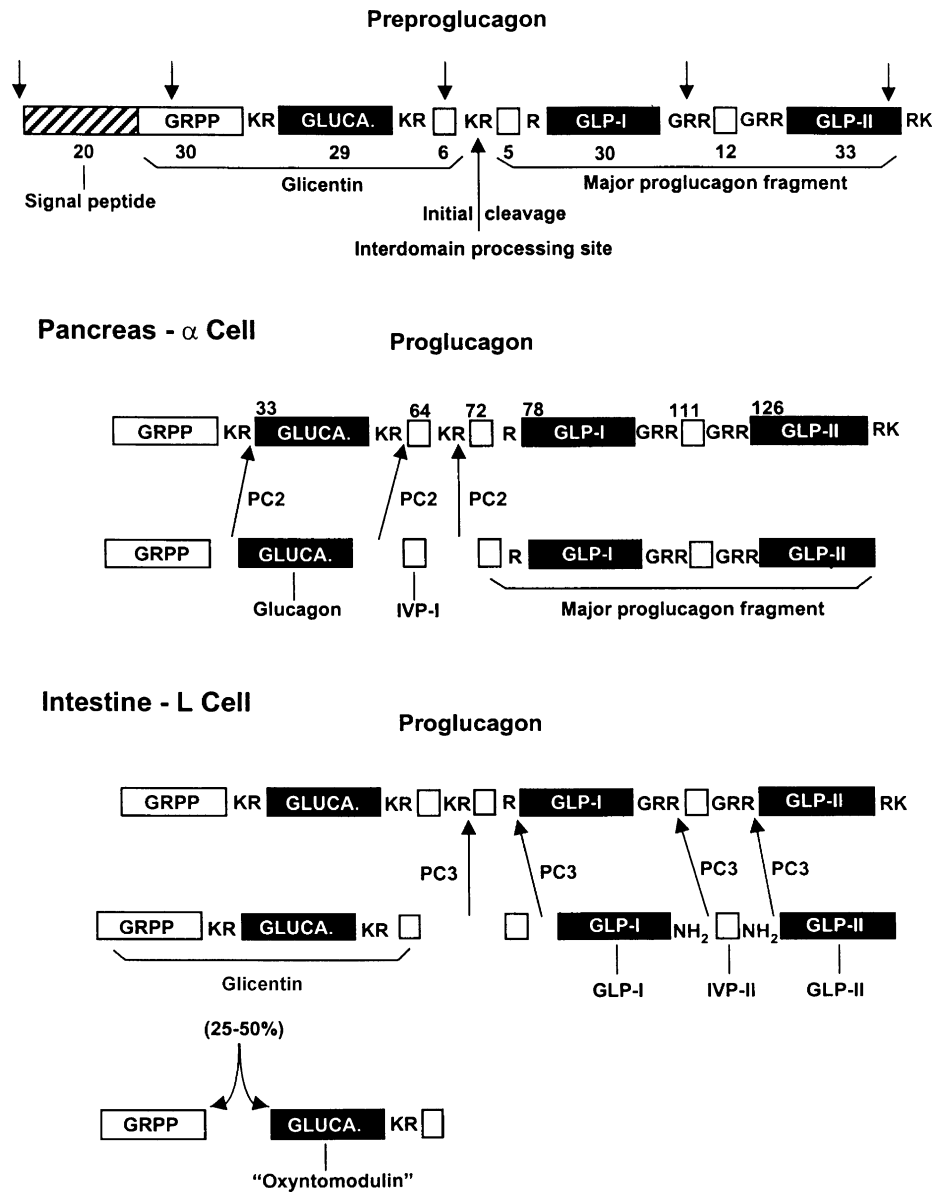 Preproglucagon
GRPP KR GLUCA. KR KR R GLP-I GRR GRR GLP-II RK
20 30 29 6 5 30 12 33
Signal peptide
Glicentin
Major proglucagon fragment
Initial cleavage
Interdomain processing site
Pancreas - α Cell
Proglucagon
33 64 72 78 111 126
GRPP KR GLUCA. KR KR R GLP-I GRR GRR GLP-II RK
PC2 PC2 PC2
GRPP GLUCA. R GLP-I GRR GRR GLP-II
Glucagon IVP-I Major proglucagon fragment
Intestine - L Cell
Proglucagon
GRPP KR GLUCA. KR KR R GLP-I GRR GRR GLP-II RK
PC3 PC3 PC3 PC3
GRPP KR GLUCA. KR GLP-I NH2 NH2 GLP-II
Glicentin GLP-I IVP-II GLP-II
(25-50%)
GRPP GLUCA. KR
“Oxyntomodulin”